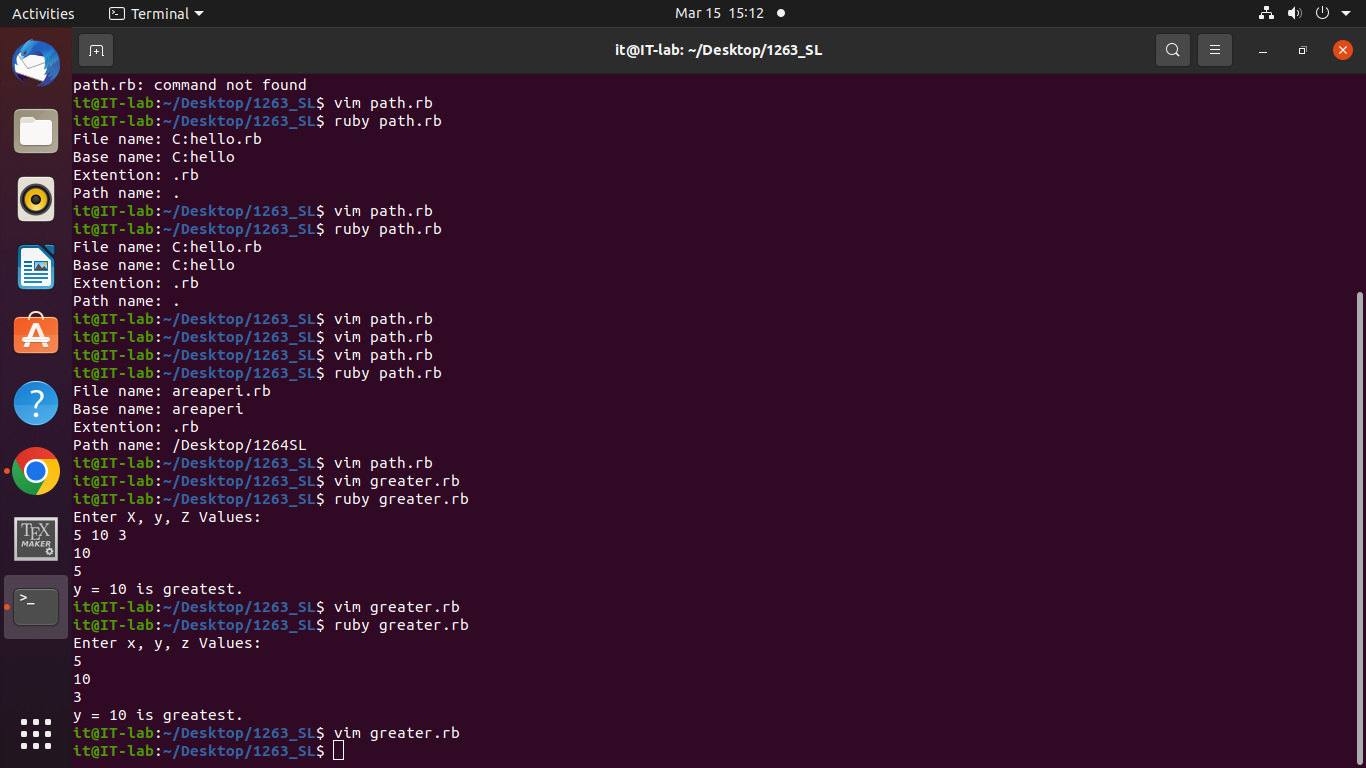 Activities Terminal Mar 15 15:12
it@IT-lab: ~/Desktop/1263_SL
path.rb: command not found
it@IT-lab:~/Desktop/1263_SL$ vim path.rb
it@IT-lab:~/Desktop/1263_SL$ ruby path.rb
File name: C:hello.rb
Base name: C:hello
Extention: .rb
Path name: .
it@IT-lab:~/Desktop/1263_SL$ vim path.rb
it@IT-lab:~/Desktop/1263_SL$ ruby path.rb
File name: C:hello.rb
Base name: C:hello
Extention: .rb
Path name: .
it@IT-lab:~/Desktop/1263_SL$ vim path.rb
it@IT-lab:~/Desktop/1263_SL$ vim path.rb
it@IT-lab:~/Desktop/1263_SL$ vim path.rb
it@IT-lab:~/Desktop/1263_SL$ ruby path.rb
File name: areaperi.rb
Base name: areaperi
Extention: .rb
Path name: /Desktop/1264SL
it@IT-lab:~/Desktop/1263_SL$ vim path.rb
it@IT-lab:~/Desktop/1263_SL$ vim greater.rb
it@IT-lab:~/Desktop/1263_SL$ ruby greater.rb
Enter X, y, Z Values:
5 10 3
10
5
y = 10 is greatest.
it@IT-lab:~/Desktop/1263_SL$ vim greater.rb
it@IT-lab:~/Desktop/1263_SL$ ruby greater.rb
Enter x, y, z Values:
5
10
3
y = 10 is greatest.
it@IT-lab:~/Desktop/1263_SL$ vim greater.rb
it@IT-lab:~/Desktop/1263_SL$
A
?
TEX
MAKER
>_